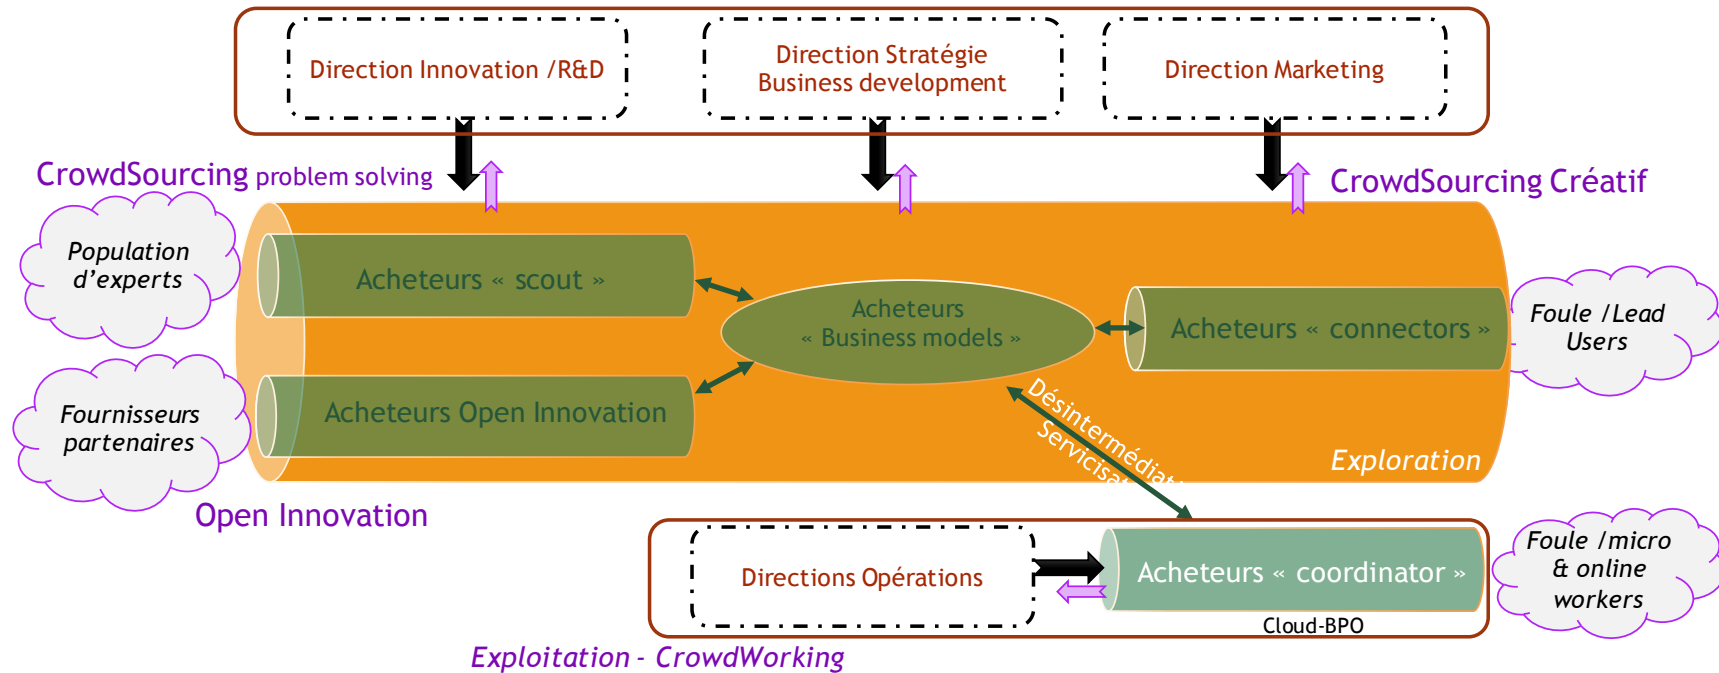 Direction Innovation /R&D
Direction Stratégie
Business development
Direction Marketing
CrowdSourcing problem solving
CrowdSourcing Créatif
Population
d’experts
Acheteurs « scout »
Acheteurs
« Business models »
Acheteurs « connectors »
Foule /Lead
Users
Fournisseurs
partenaires
Acheteurs Open Innovation
Désintermédiat
Servicisat
Exploration
Open Innovation
Directions Opérations
Acheteurs « coordinator »
Foule /micro
& online
workers
Cloud-BPO
Exploitation - CrowdWorking